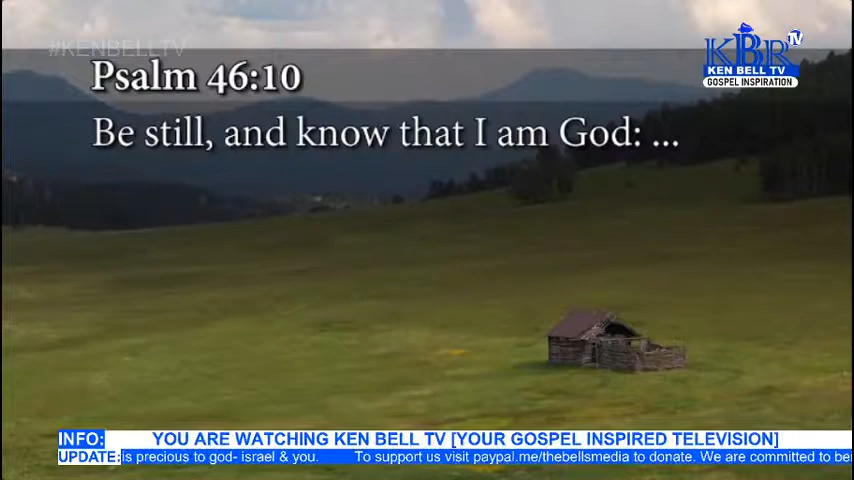 #KENBELLTV
KBR TV
KEN BELL TV
GOSPEL INSPIRATION
Psalm 46:10
Be still, and know that I am God: ...
INFO: YOU ARE WATCHING KEN BELL TV [YOUR GOSPEL INSPIRED TELEVISION]
UPDATE: is precious to god- israel & you. To support us visit paypal.me/thebellsmedia to donate. We are committed to be